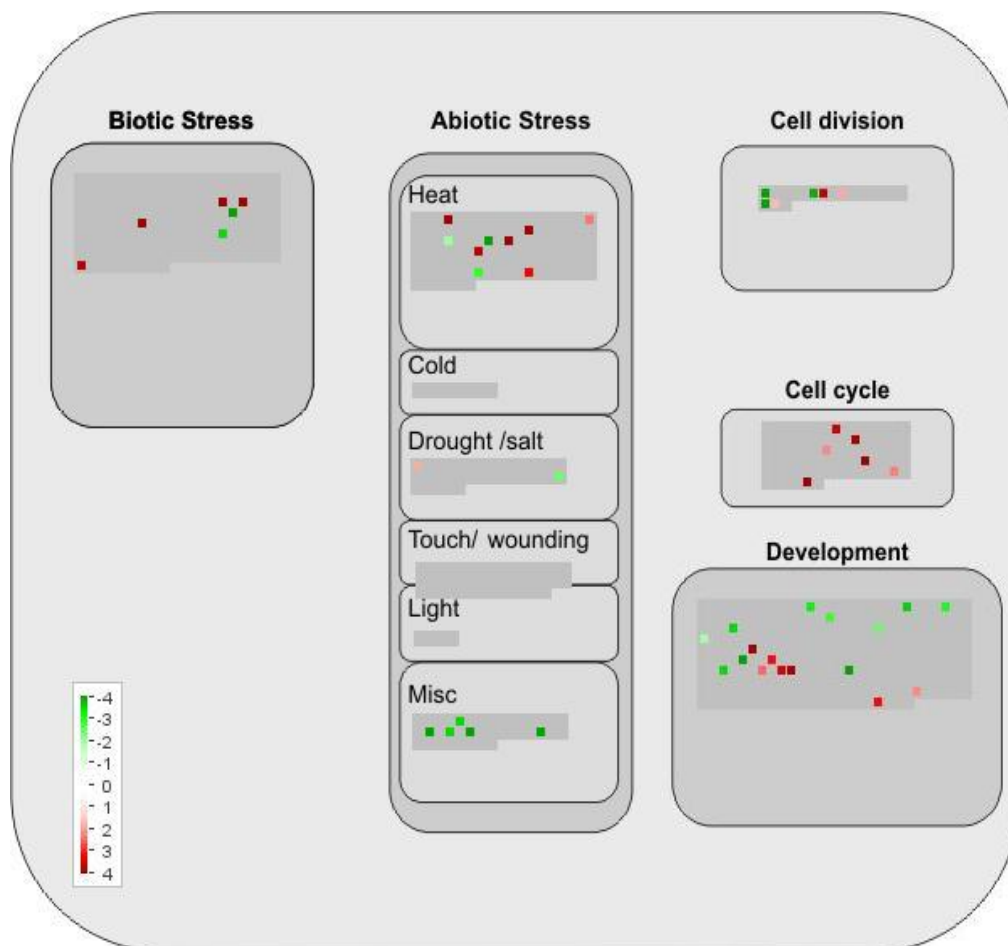 Biotic Stress
Abiotic Stress
Cell division
Heat
Cold
Drought /salt
Touch/ wounding
Light
Misc
Cell cycle
Development
-4
-3
-2
-1
0
1
2
3
4